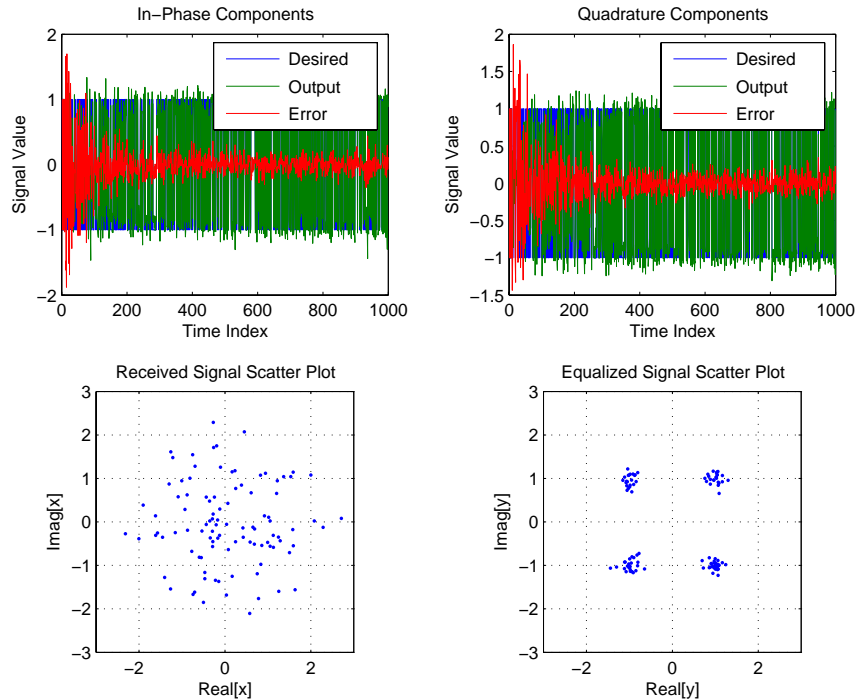 In−Phase Components
2
1
0
−1
−2
Signal Value
0 200 400 600 800 1000
Time Index
Desired
Output
Error
Quadrature Components
2
1.5
1
0.5
0
−0.5
−1
−1.5
Signal Value
0 200 400 600 800 1000
Time Index
Desired
Output
Error
Received Signal Scatter Plot
3
2
1
0
−1
−2
−3
Imag[x]
−2 0 2
Real[x]
Equalized Signal Scatter Plot
3
2
1
0
−1
−2
−3
Imag[y]
−2 0 2
Real[y]